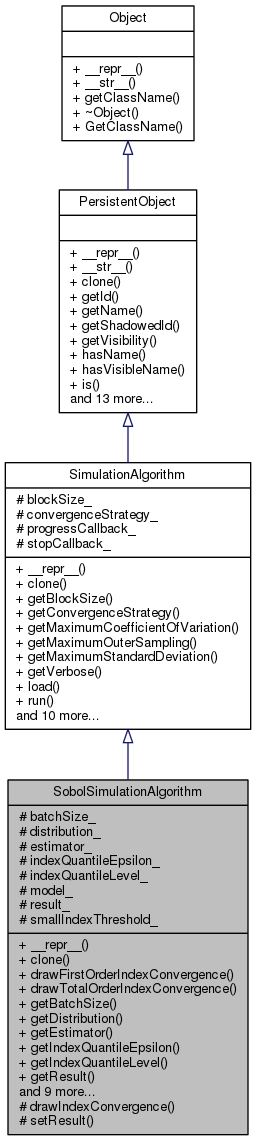 Object
+ __repr__()
+ __str__()
+ getClassName()
+ ~Object()
+ GetClassName()
PersistentObject
+ __repr__()
+ __str__()
+ clone()
+ getId()
+ getName()
+ getShadowedId()
+ getVisibility()
+ hasName()
+ hasVisibleName()
+ is()
and 13 more...
SimulationAlgorithm
# blockSize_
# convergenceStrategy_
# progressCallback_
# stopCallback_
+ __repr__()
+ clone()
+ getBlockSize()
+ getConvergenceStrategy()
+ getMaximumCoefficientOfVariation()
+ getMaximumOuterSampling()
+ getMaximumStandardDeviation()
+ getVerbose()
+ load()
+ run()
and 10 more...
SobolSimulationAlgorithm
# batchSize_
# distribution_
# estimator_
# indexQuantileEpsilon_
# indexQuantileLevel_
# model_
# result_
# smallIndexThreshold_
+ __repr__()
+ clone()
+ drawFirstOrderIndexConvergence()
+ drawTotalOrderIndexConvergence()
+ getBatchSize()
+ getDistribution()
+ getEstimator()
+ getIndexQuantileEpsilon()
+ getIndexQuantileLevel()
+ getResult()
and 9 more...
# drawIndexConvergence()
# setResult()